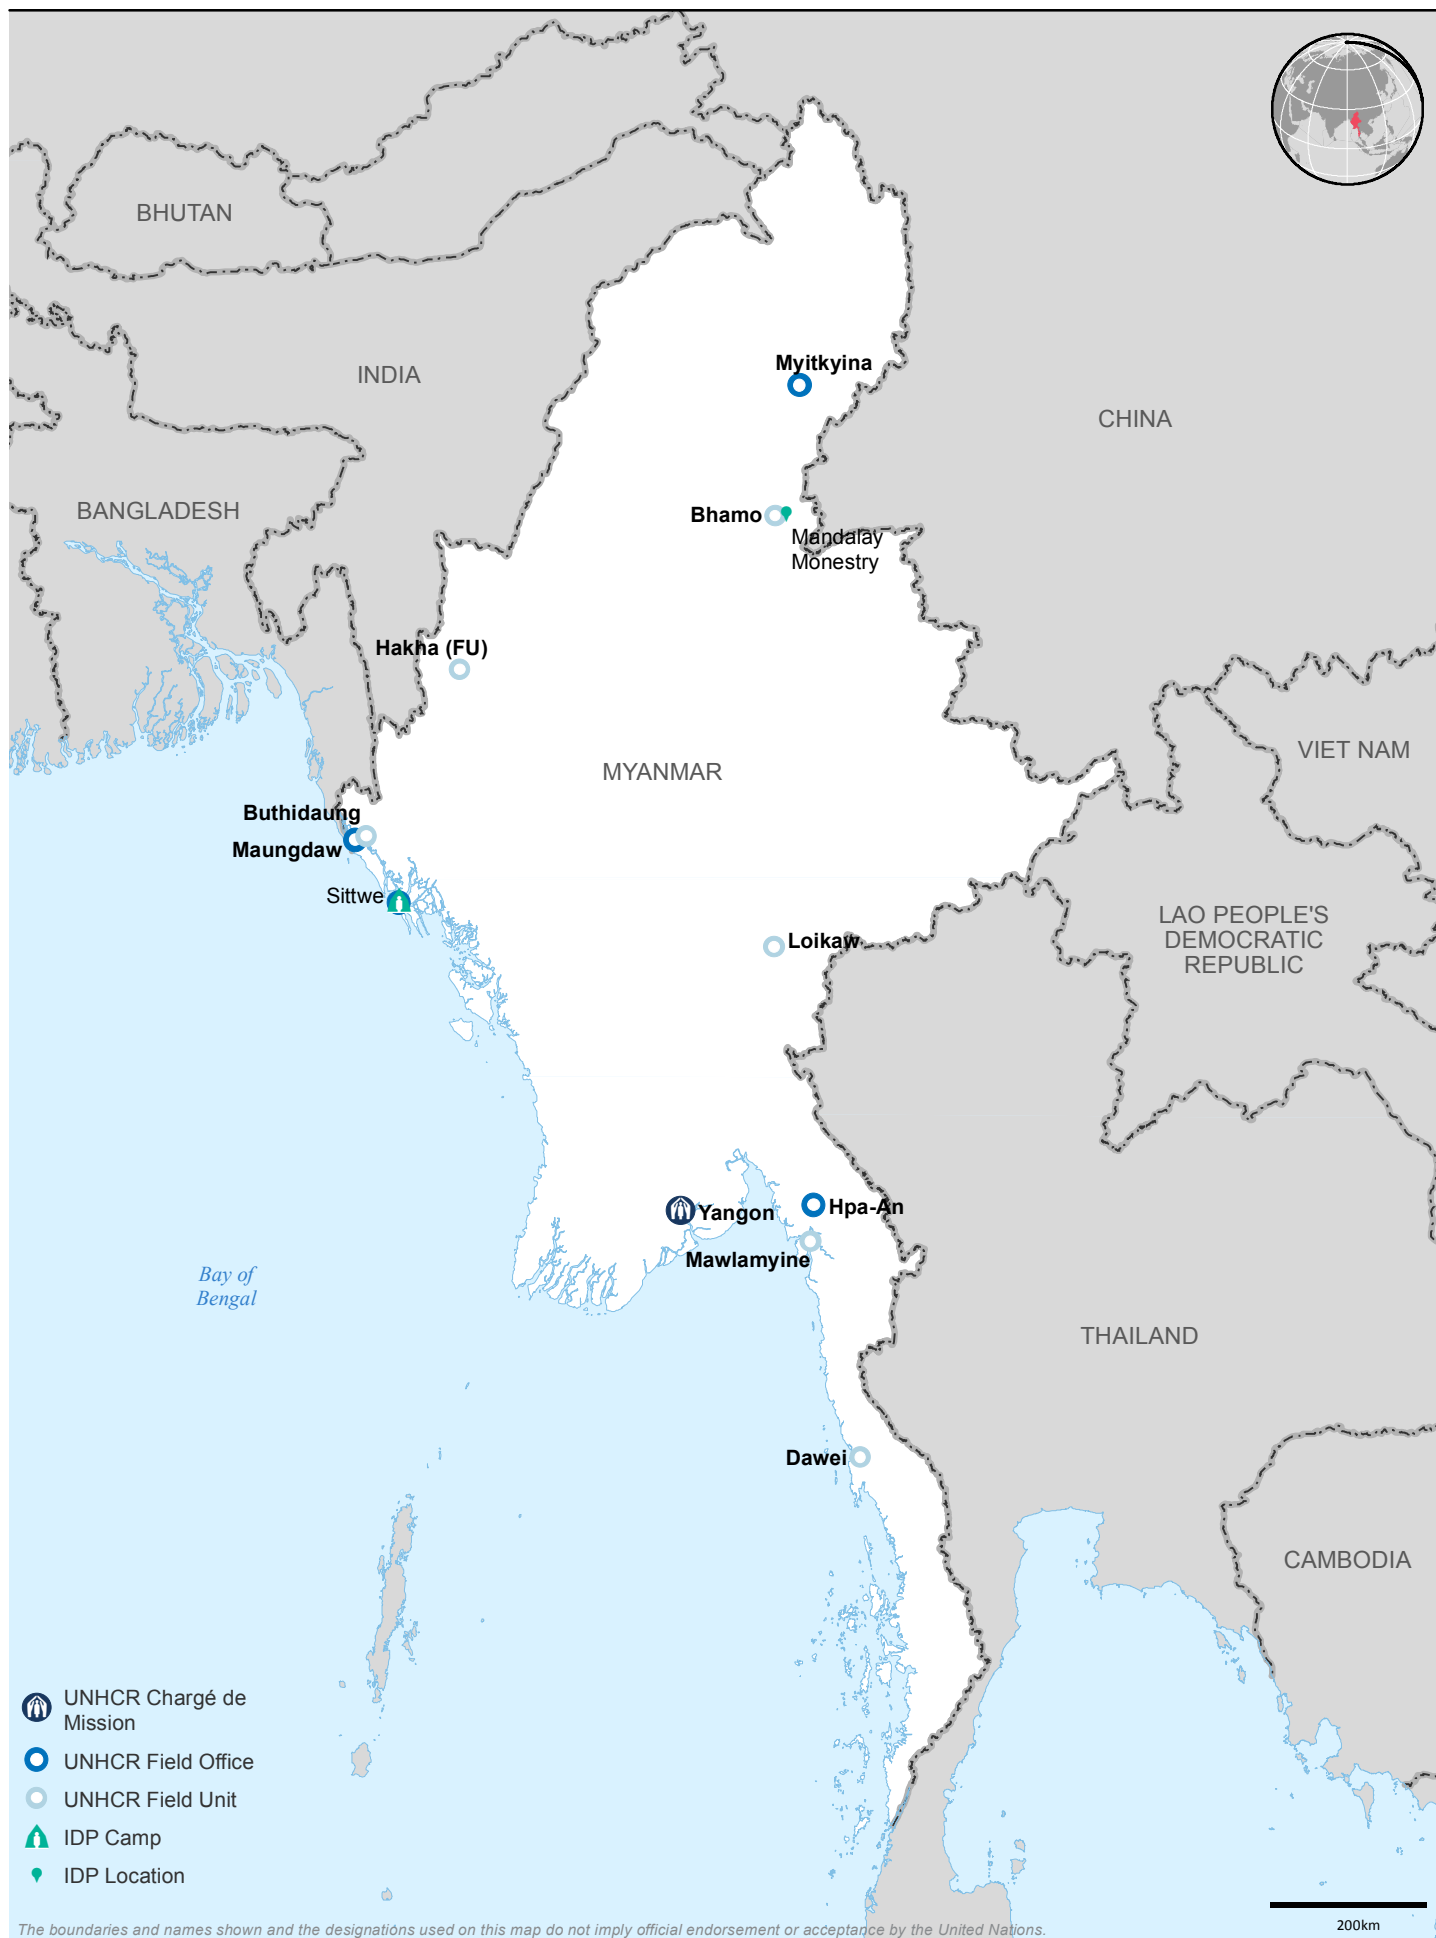 BHUTAN
INDIA
Myitkyina
CHINA
BANGLADESH
Bhamo
Mandalay
Monestry
Hakha (FU)
VIET NAM
MYANMAR
Buthidaung
Maungdaw
Sittwe
LAO PEOPLE'S
DEMOCRATIC
REPUBLIC
Loikaw
Hpa-An
Yangon
Mawlamyine
Bay of
Bengal
THAILAND
Dawei
CAMBODIA
UNHCR Chargé de
Mission
UNHCR Field Office
UNHCR Field Unit
IDP Camp
IDP Location
200km
The boundaries and names shown and the designations used on this map do not imply official endorsement or acceptance by the United Nations.